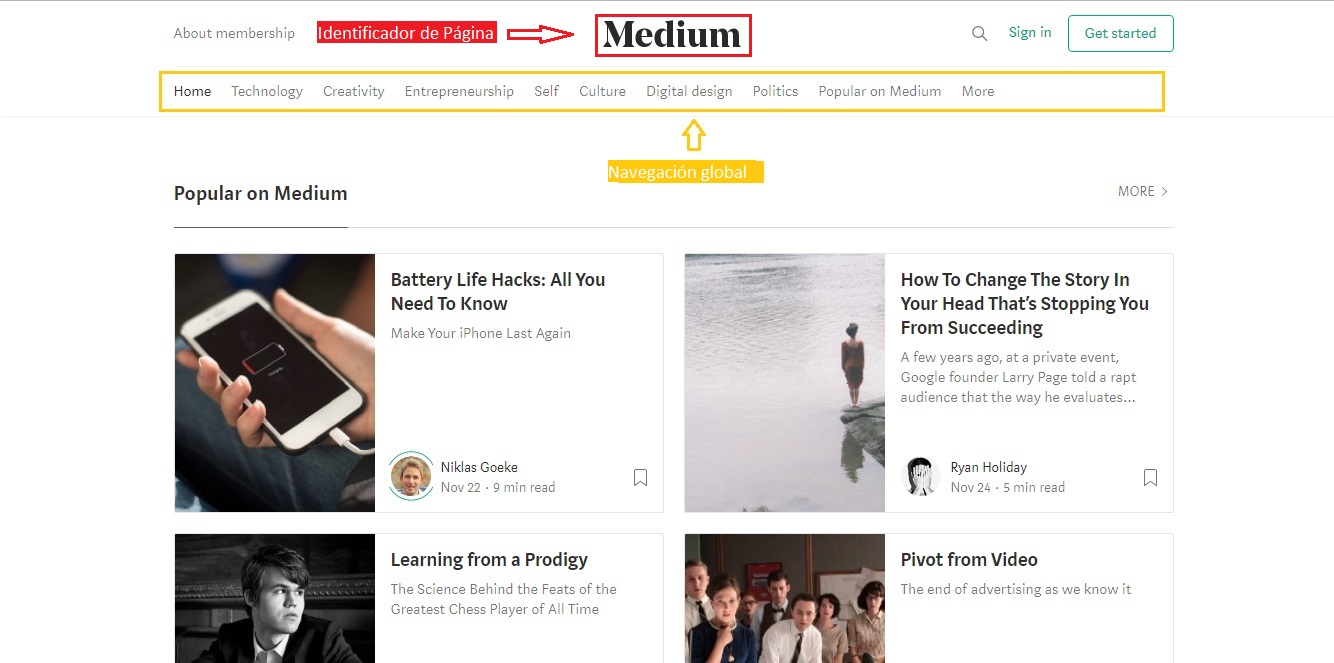 About membership
Identificador de Página
Medium
Sign in
Get started
Home Technology Creativity Entrepreneurship Self Culture Digital design Politics Popular on Medium More
Navegación global
Popular on Medium
MORE
Battery Life Hacks: All You
Need To Know
Make Your iPhone Last Again
Niklas Goeke
Nov 22 · 9 min read
How To Change The Story In
Your Head That’s Stopping You
From Succeeding
A few years ago, at a private event,
Google founder Larry Page told a rapt
audience that the way he evaluates…
Ryan Holiday
Nov 24 · 5 min read
Learning from a Prodigy
The Science Behind the Feats of the
Greatest Chess Player of All Time
Pivot from Video
The end of advertising as we know it